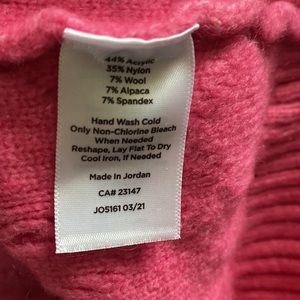 44% Acrylic
35% Nylon
7% Wool
7% Alpaca
7% Spandex
Hand Wash Cold
Only Non-Chlorine Bleach
When Needed
Reshape, Lay Flat To Dry
Cool Iron, If Needed
Made In Jordan
CA# 23147
JO5161 03/21